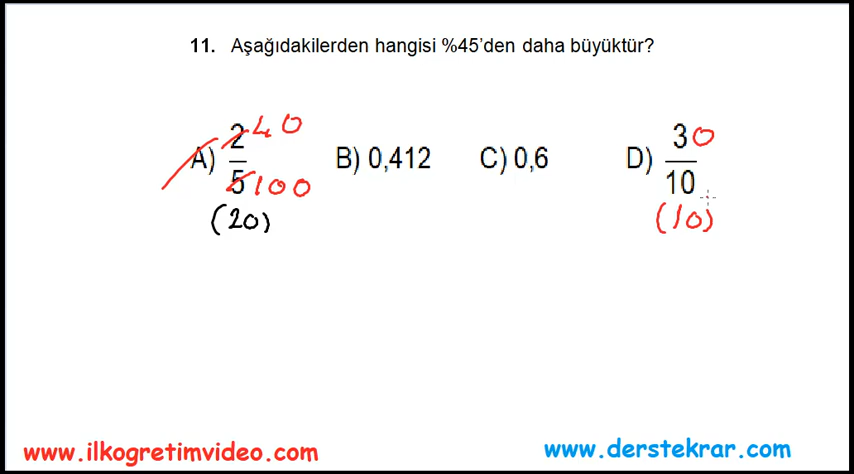 11. Aşağıdakilerden hangisi %45'den daha büyüktür?
A) 2/5 40/100 B) 0,412 C) 0,6 D) 30/10
(20) (10)
www.ilkogretimvideo.com www.derstekrar.com